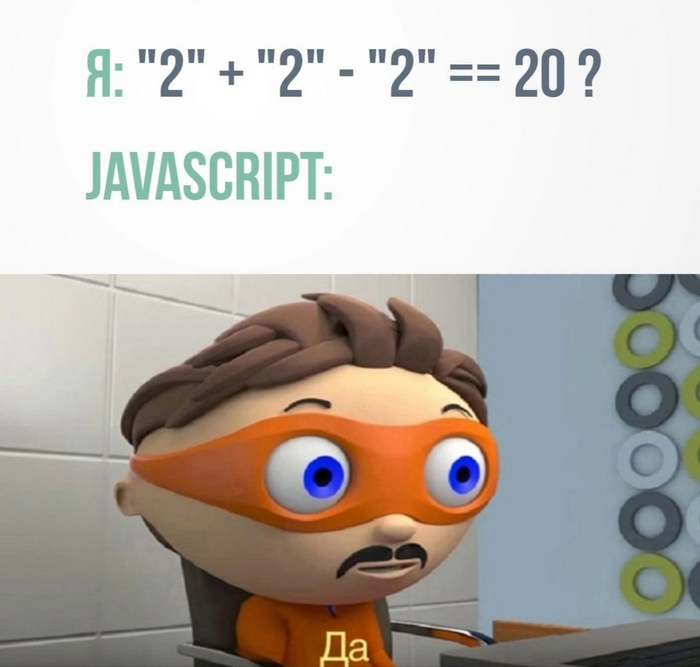 Я: "2" + "2" - "2" == 20 ?
JAVASCRIPT:
Да